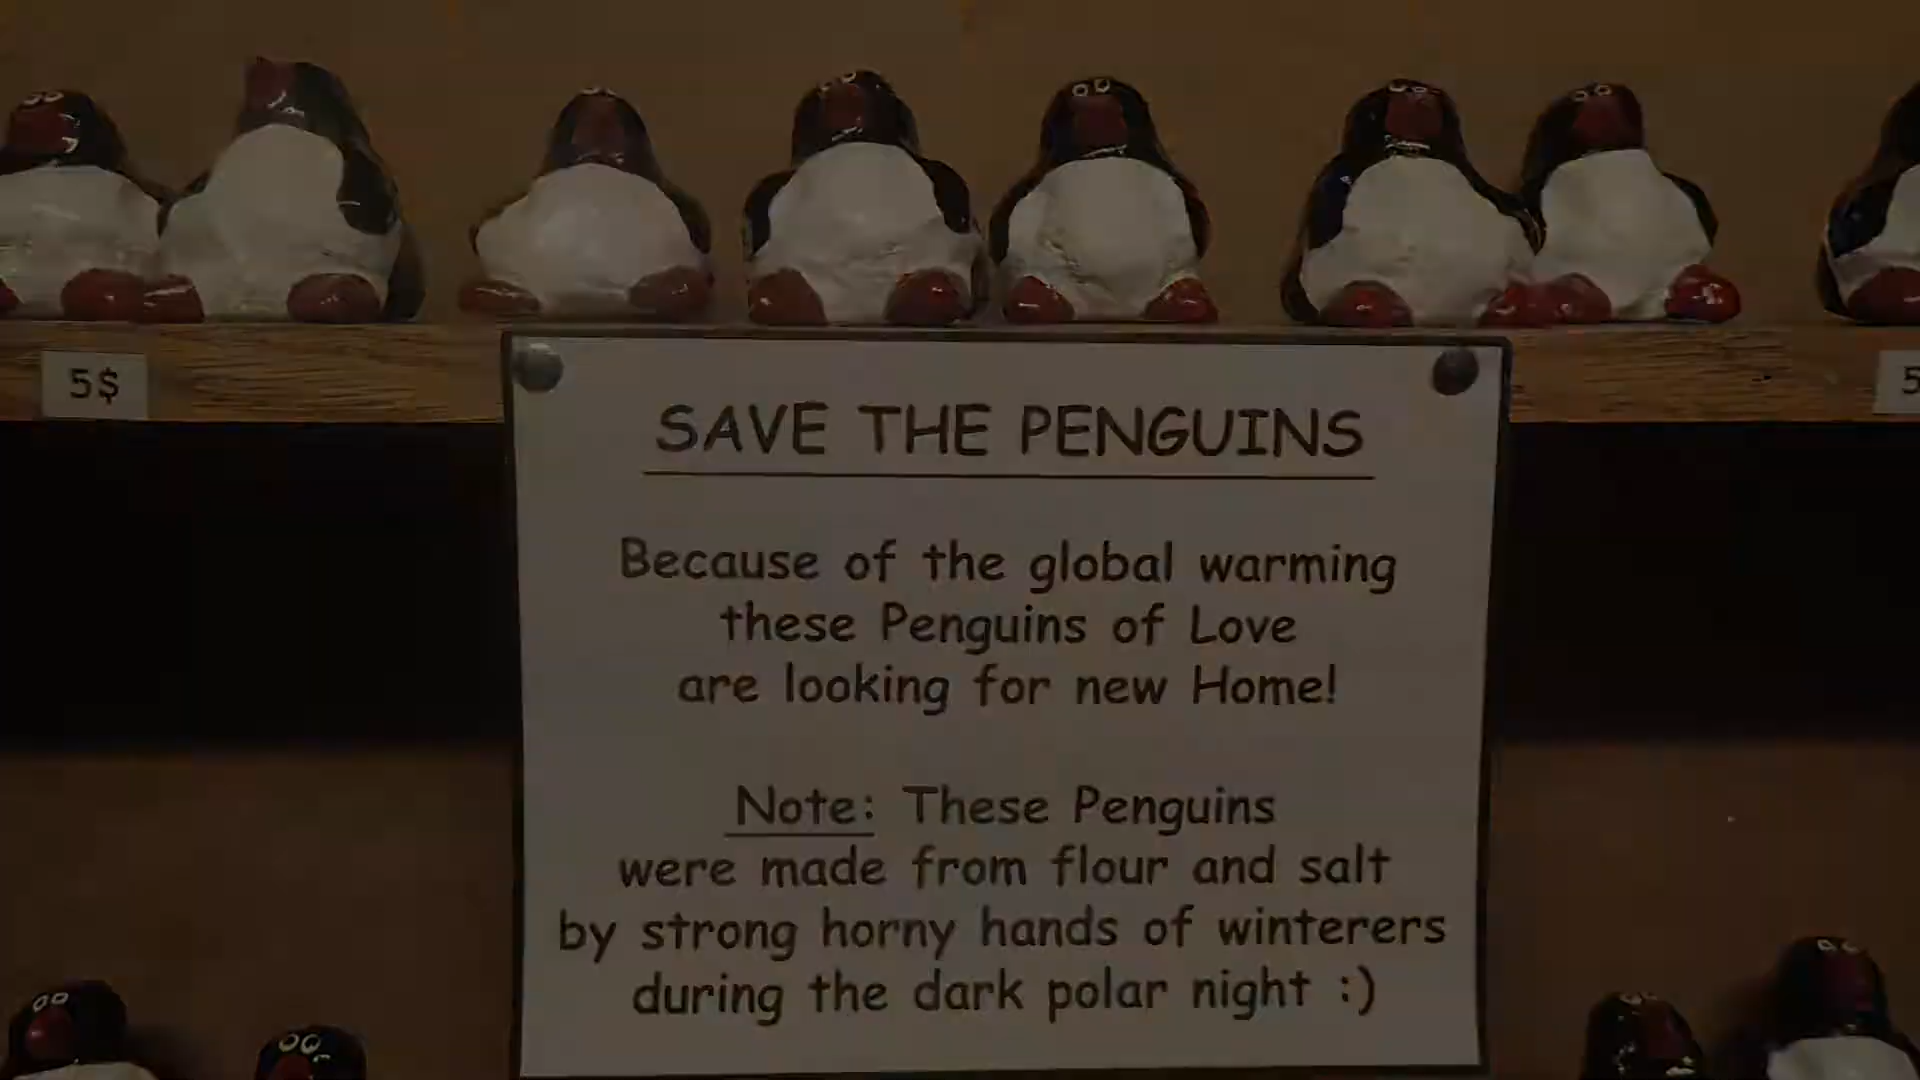 5$
5
SAVE THE PENGUINS
Because of the global warming
these Penguins of Love
are looking for new Home!
Note: These Penguins
were made from flour and salt
by strong horny hands of winterers
during the dark polar night :)